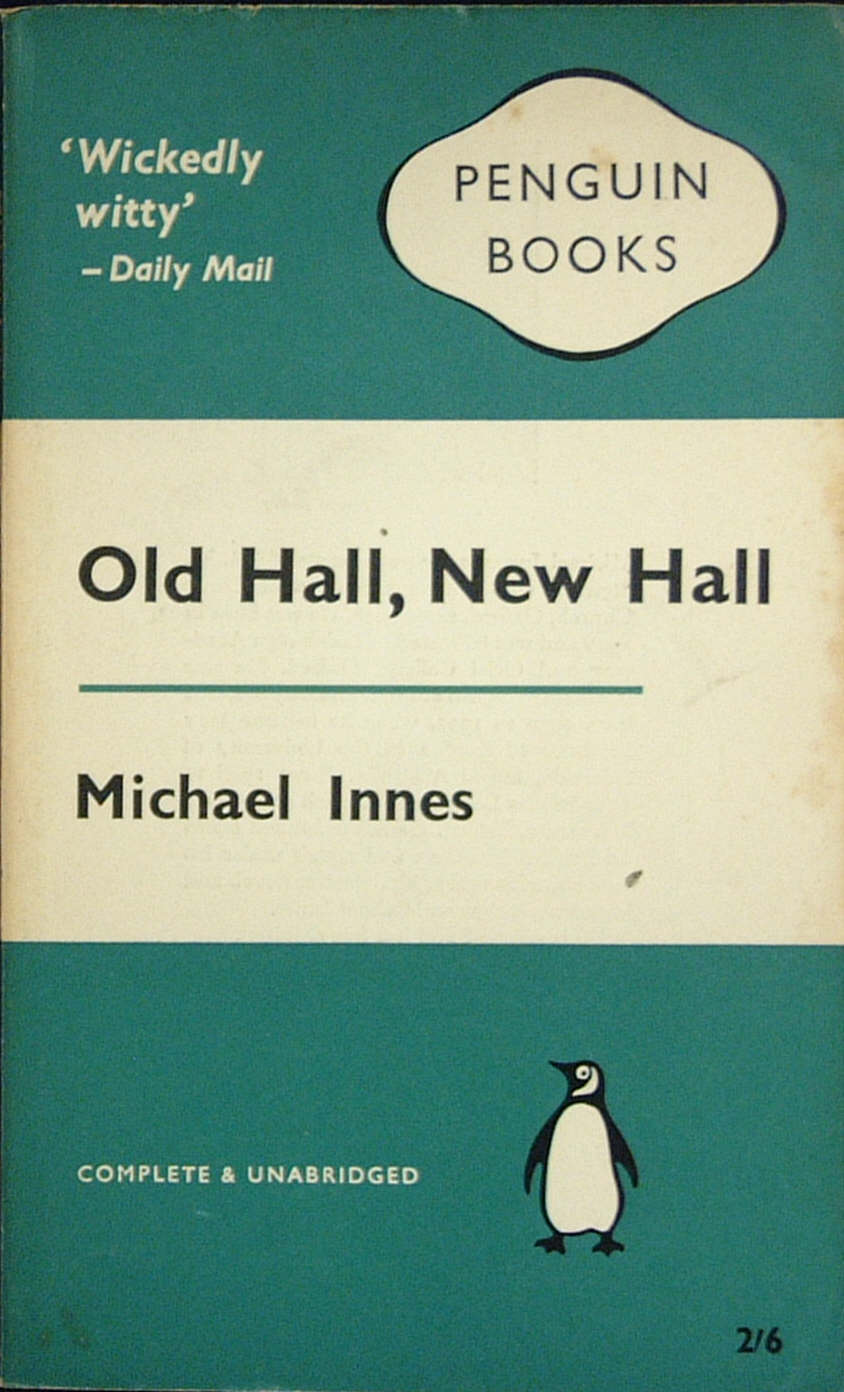 ‘Wickedly
witty’
– Daily Mail
PENGUIN
BOOKS
Old Hall, New Hall
Michael Innes
COMPLETE & UNABRIDGED
2/6